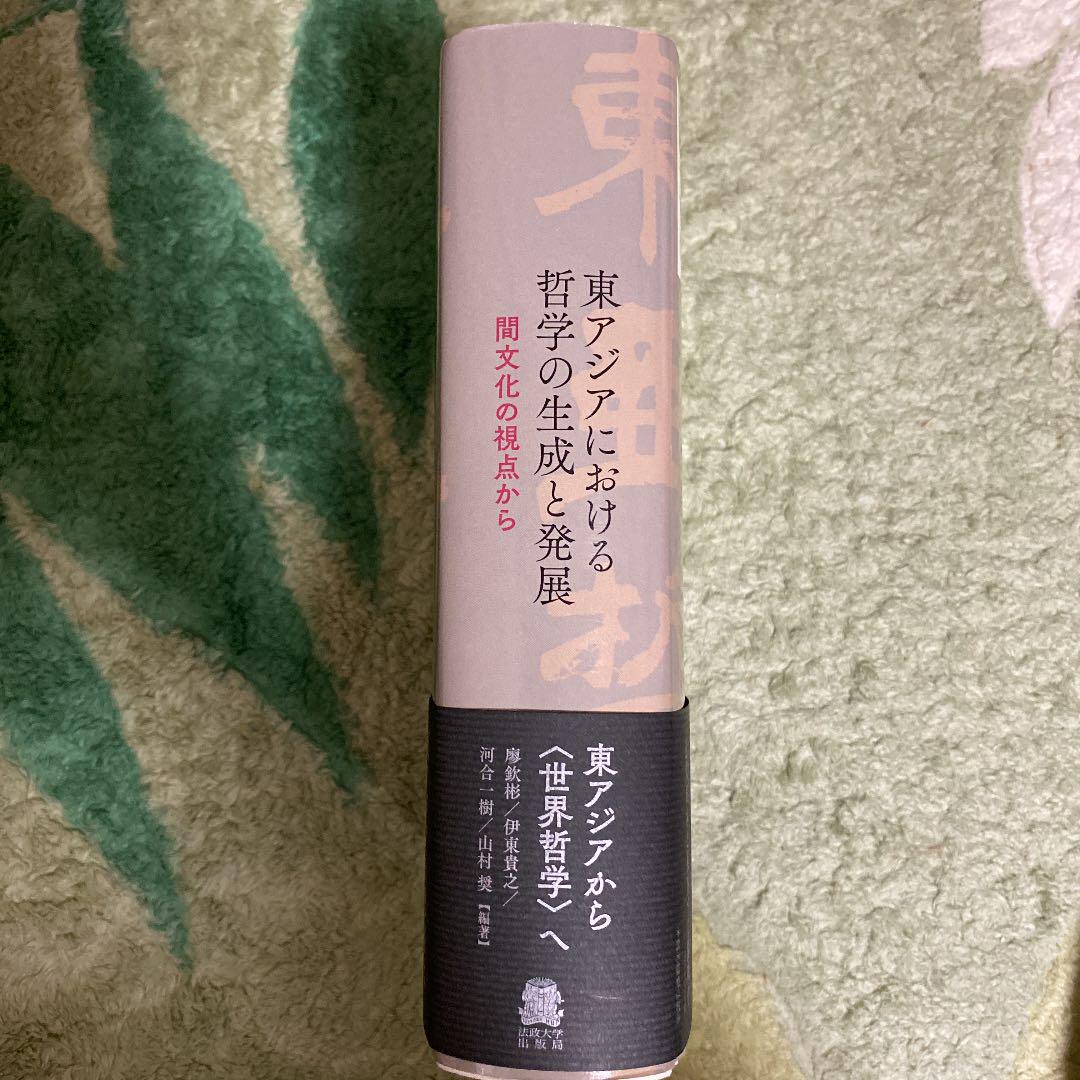 東アジアにおける
哲学の生成と発展
間文化の視点から
東アジアから
〈世界哲学〉へ
廖欽彬／伊東貴之／
河合一樹／山村 奨【編著】
法政大学
出版局